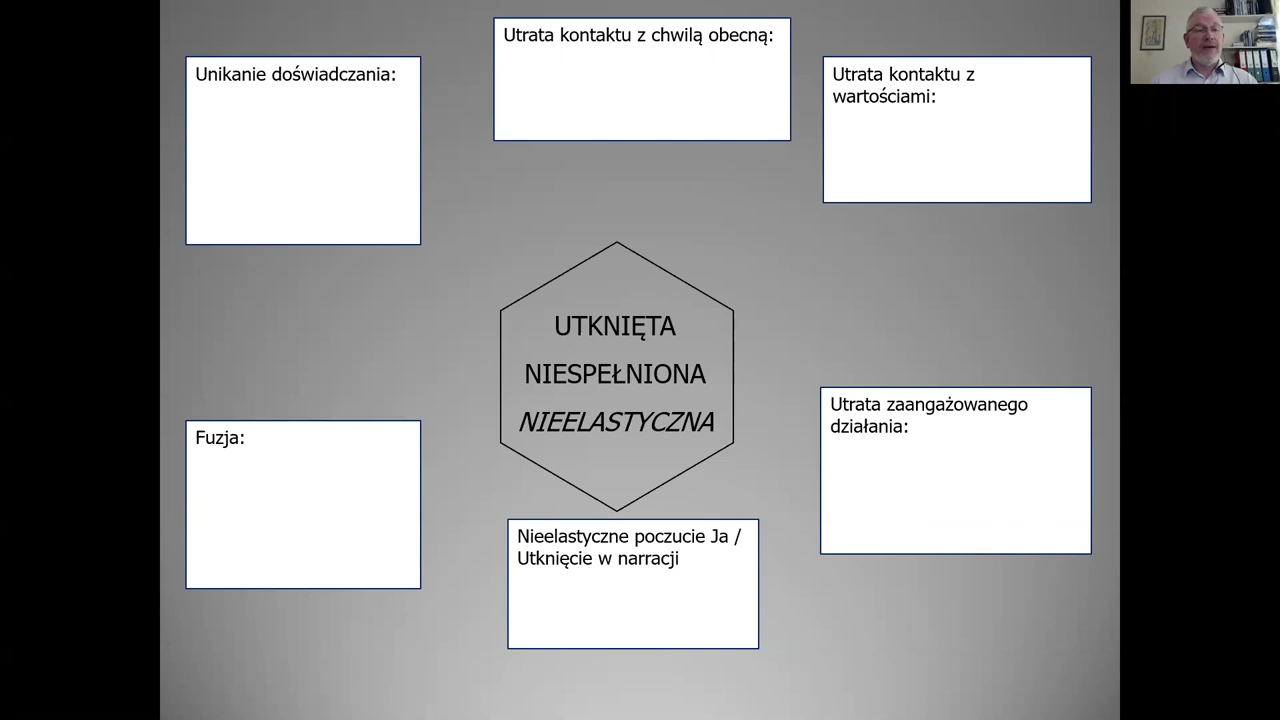 Utrata kontaktu z chwilą obecną:
Unikanie doświadczania:
Utrata kontaktu z
wartościami:
UTKNIĘTA
NIESPEŁNIONA
NIEELASTYCZNA
Utrata zaangażowanego
działania:
Fuzja:
Nieelastyczne poczucie Ja /
Utknięcie w narracji